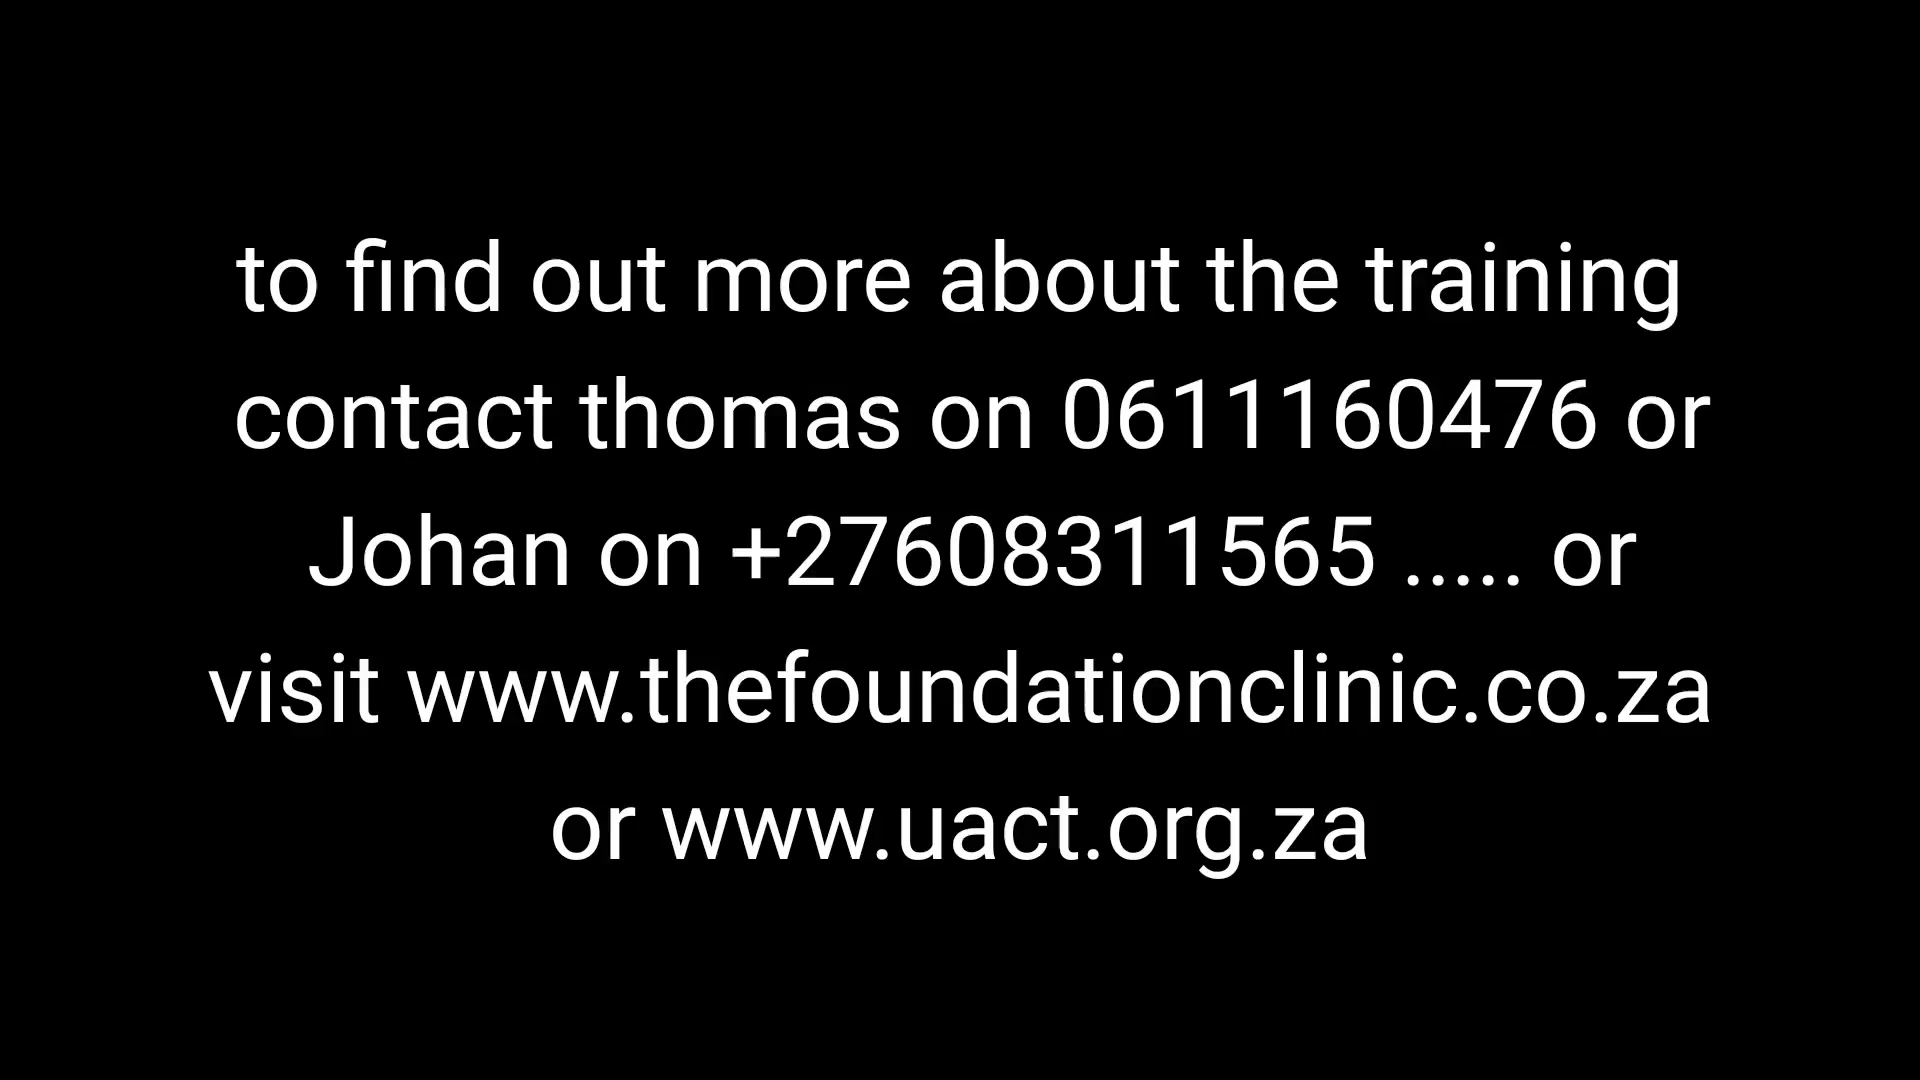 to find out more about the training
contact thomas on 0611160476 or
Johan on +27608311565 ..... or
visit www.thefoundationclinic.co.za
or www.uact.org.za